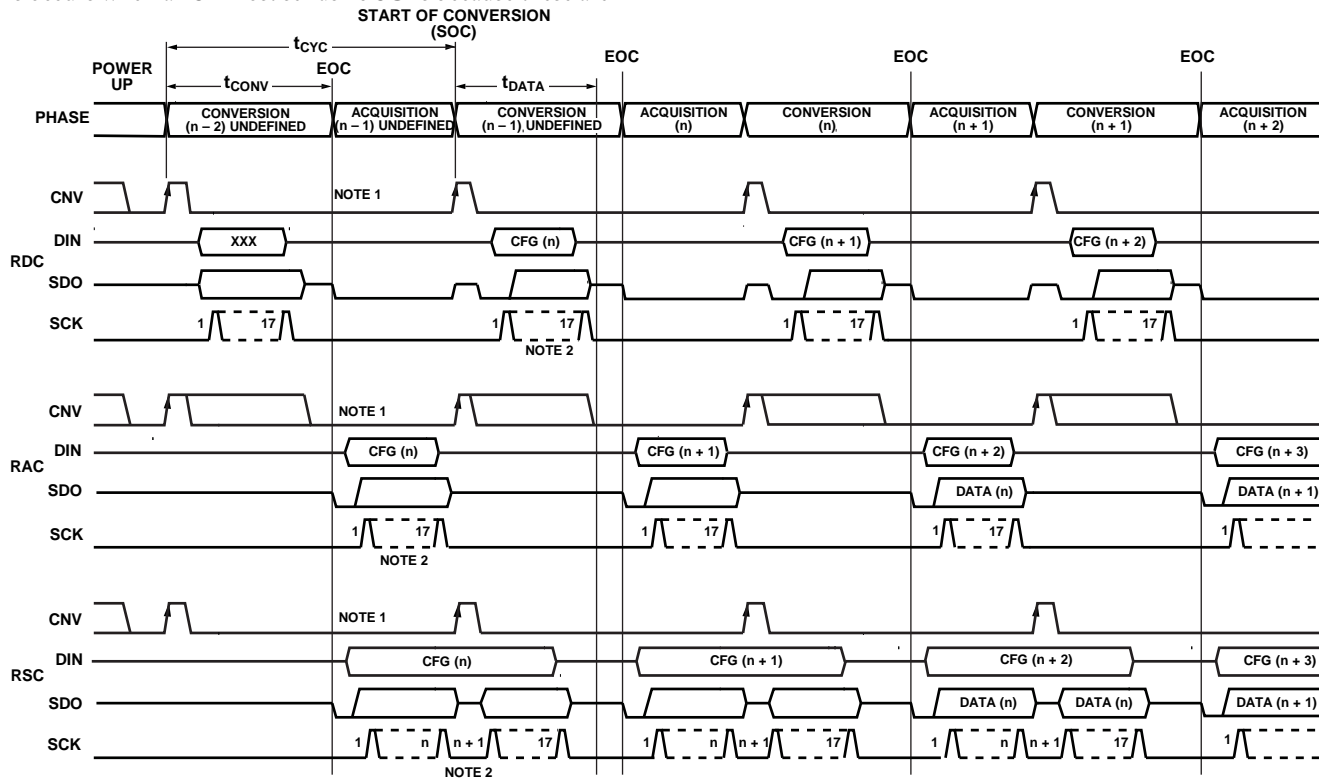 START OF CONVERSION
(SOC)
tCYC
POWER
UP
EOC
EOC
EOC
EOC
tCONV
tDATA
PHASE
CONVERSION
(n – 2) UNDEFINED
ACQUISITION
(n – 1) UNDEFINED
CONVERSION
(n – 1) UNDEFINED
ACQUISITION
(n)
CONVERSION
(n)
ACQUISITION
(n + 1)
CONVERSION
(n + 1)
ACQUISITION
(n + 2)
CNV
NOTE 1
RDC
DIN
XXX
CFG (n)
CFG (n + 1)
CFG (n + 2)
SDO
SCK
1 17
1 17
1 17
1 17
NOTE 2
CNV
NOTE 1
RAC
DIN
CFG (n)
CFG (n + 1)
CFG (n + 2)
CFG (n + 3)
SDO
DATA (n)
DATA (n + 1)
SCK
1 17
1 17
1 17
1
NOTE 2
CNV
NOTE 1
RSC
DIN
CFG (n)
CFG (n + 1)
CFG (n + 2)
CFG (n + 3)
SDO
DATA (n)
DATA (n)
DATA (n + 1)
SCK
1 n n + 1 17
1 n n + 1 17
1 n n + 1 17
1
NOTE 2